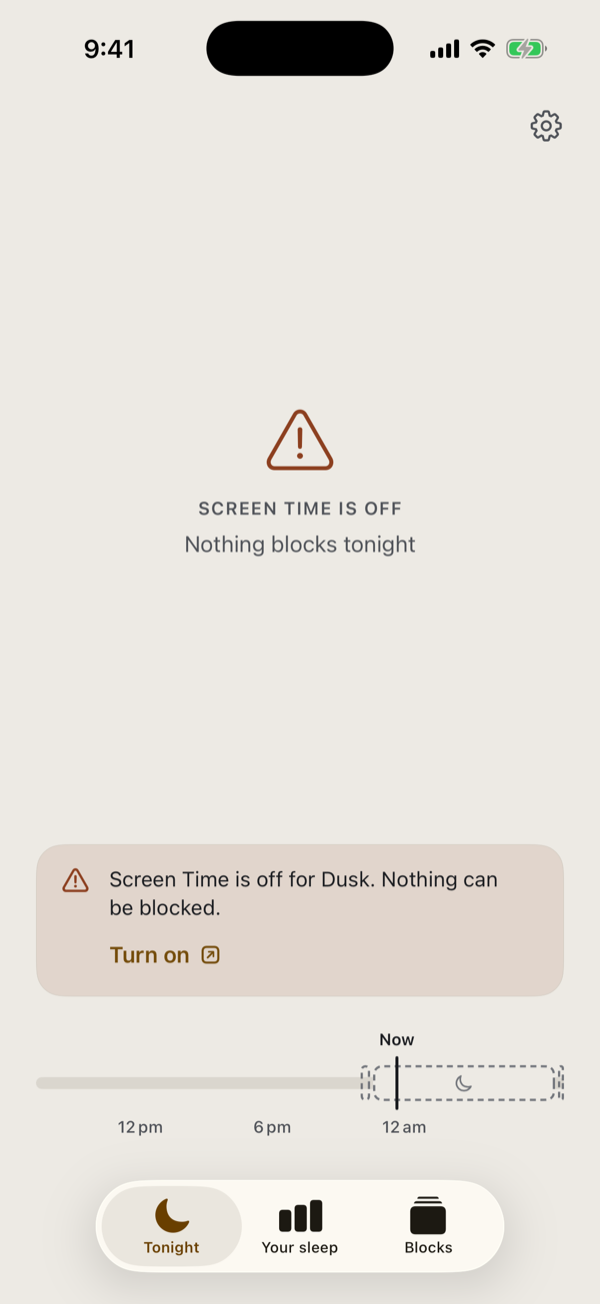 9:41
SCREEN TIME IS OFF
Nothing blocks tonight
Screen Time is off for Dusk. Nothing can
be blocked.
Turn on
Now
12 pm
6 pm
12 am
Tonight
Your sleep
Blocks